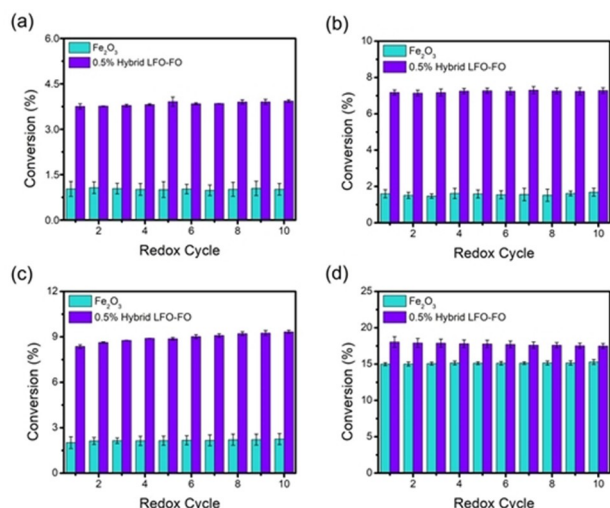 (a)
Fe₂O₃
0.5% Hybrid LFO-FO
Conversion (%)
6.0
4.5
3.0
1.5
0.0
2 4 6 8 10
Redox Cycle
(b)
Fe₂O₃
0.5% Hybrid LFO-FO
Conversion (%)
10
8
6
4
2
0
2 4 6 8 10
Redox Cycle
(c)
Fe₂O₃
0.5% Hybrid LFO-FO
Conversion (%)
12
9
6
3
0
2 4 6 8 10
Redox Cycle
(d)
Fe₂O₃
0.5% Hybrid LFO-FO
Conversion (%)
25
20
15
10
5
0
2 4 6 8 10
Redox Cycle